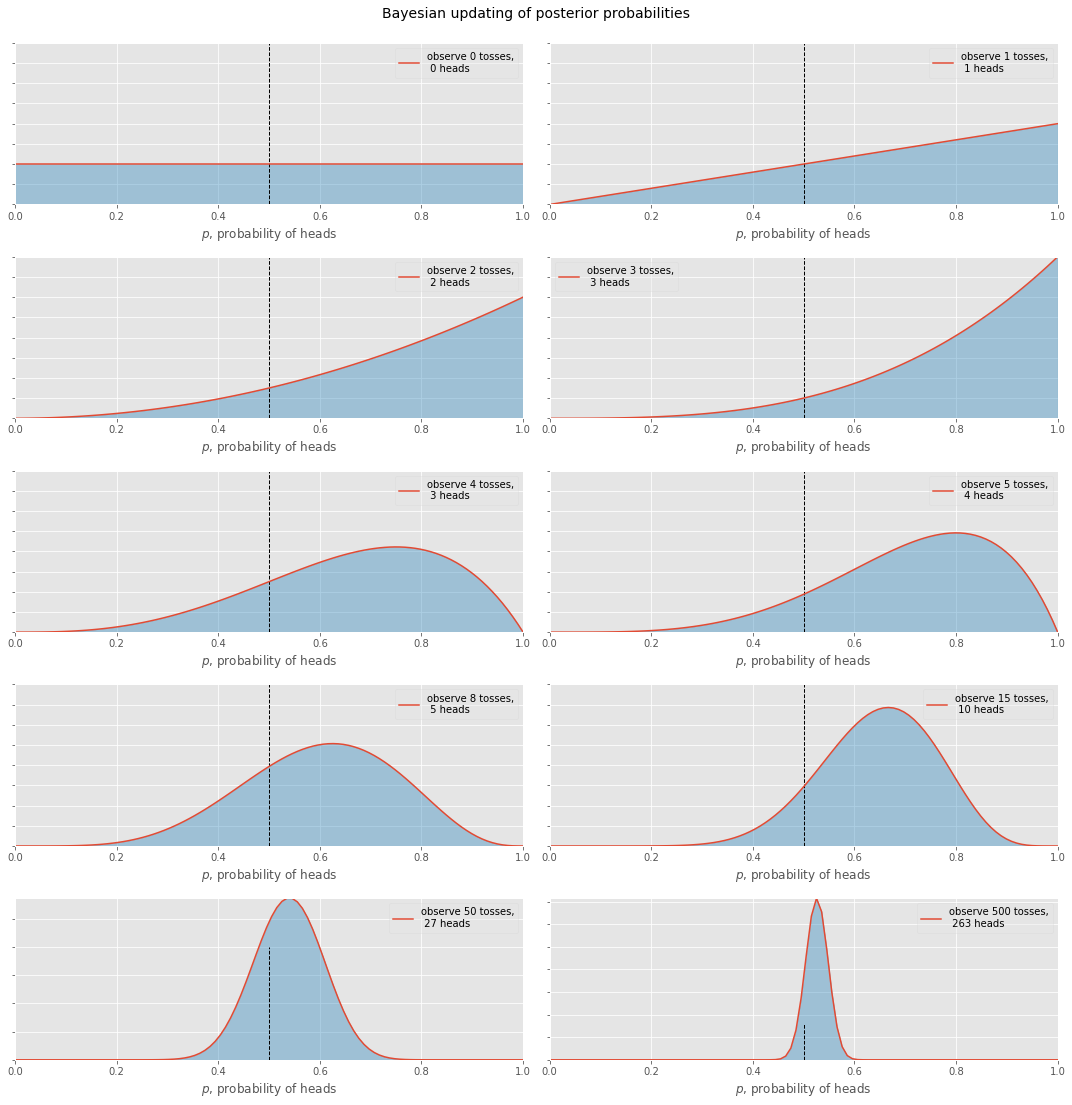 Bayesian updating of posterior probabilities
observe 0 tosses,
0 heads
0.0 0.2 0.4 0.6 0.8 1.0
p, probability of heads
observe 1 tosses,
1 heads
0.0 0.2 0.4 0.6 0.8 1.0
p, probability of heads
observe 2 tosses,
2 heads
0.0 0.2 0.4 0.6 0.8 1.0
p, probability of heads
observe 3 tosses,
3 heads
0.0 0.2 0.4 0.6 0.8 1.0
p, probability of heads
observe 4 tosses,
3 heads
0.0 0.2 0.4 0.6 0.8 1.0
p, probability of heads
observe 5 tosses,
4 heads
0.0 0.2 0.4 0.6 0.8 1.0
p, probability of heads
observe 8 tosses,
5 heads
0.0 0.2 0.4 0.6 0.8 1.0
p, probability of heads
observe 15 tosses,
10 heads
0.0 0.2 0.4 0.6 0.8 1.0
p, probability of heads
observe 50 tosses,
27 heads
0.0 0.2 0.4 0.6 0.8 1.0
p, probability of heads
observe 500 tosses,
263 heads
0.0 0.2 0.4 0.6 0.8 1.0
p, probability of heads